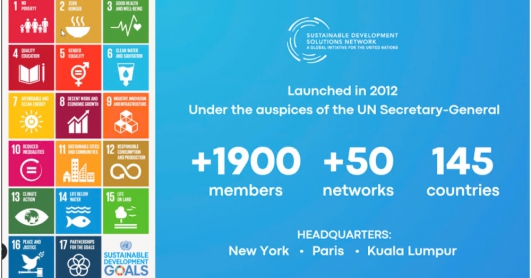 1 NO POVERTY
2 ZERO HUNGER
3 GOOD HEALTH AND WELL-BEING
4 QUALITY EDUCATION
5 GENDER EQUALITY
6 CLEAN WATER AND SANITATION
7 AFFORDABLE AND CLEAN ENERGY
8 DECENT WORK AND ECONOMIC GROWTH
9 INDUSTRY, INNOVATION AND INFRASTRUCTURE
10 REDUCED INEQUALITIES
11 SUSTAINABLE CITIES AND COMMUNITIES
12 RESPONSIBLE CONSUMPTION AND PRODUCTION
13 CLIMATE ACTION
14 LIFE BELOW WATER
15 LIFE ON LAND
16 PEACE AND JUSTICE
17 PARTNERSHIPS FOR THE GOALS
SUSTAINABLE
DEVELOPMENT
GOALS
SUSTAINABLE DEVELOPMENT
SOLUTIONS NETWORK
A GLOBAL INITIATIVE FOR THE UNITED NATIONS
Launched in 2012
Under the auspices of the UN Secretary-General
+1900 +50 145
members networks countries
HEADQUARTERS:
New York • Paris • Kuala Lumpur